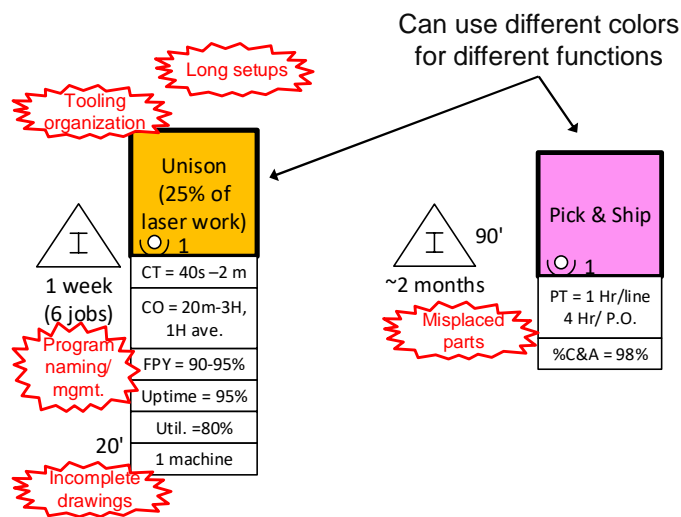 Can use different colors
for different functions
Long setups
Tooling
organization
Unison
(25% of
laser work)
1
I
1 week
(6 jobs)
CT = 40s –2 m
CO = 20m-3H,
1H ave.
Program
naming/
mgmt.
FPY = 90-95%
Uptime = 95%
Util. =80%
20'
1 machine
Incomplete
drawings
I
90'
~2 months
Misplaced
parts
Pick & Ship
1
PT = 1 Hr/line
4 Hr/ P.O.
%C&A = 98%